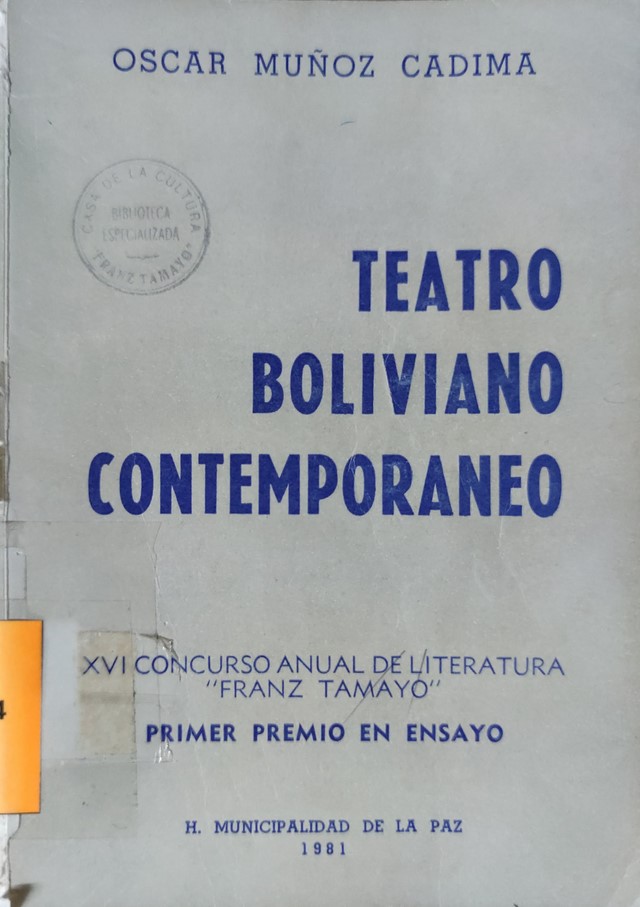 OSCAR MUÑOZ CADIMA
CASA DE LA CULTURA
BIBLIOTECA
ESPECIALIZADA
"FRANZ TAMAYO"
TEATRO
BOLIVIANO
CONTEMPORANEO
XVI CONCURSO ANUAL DE LITERATURA
"FRANZ TAMAYO"
PRIMER PREMIO EN ENSAYO
4
H. MUNICIPALIDAD DE LA PAZ
1981